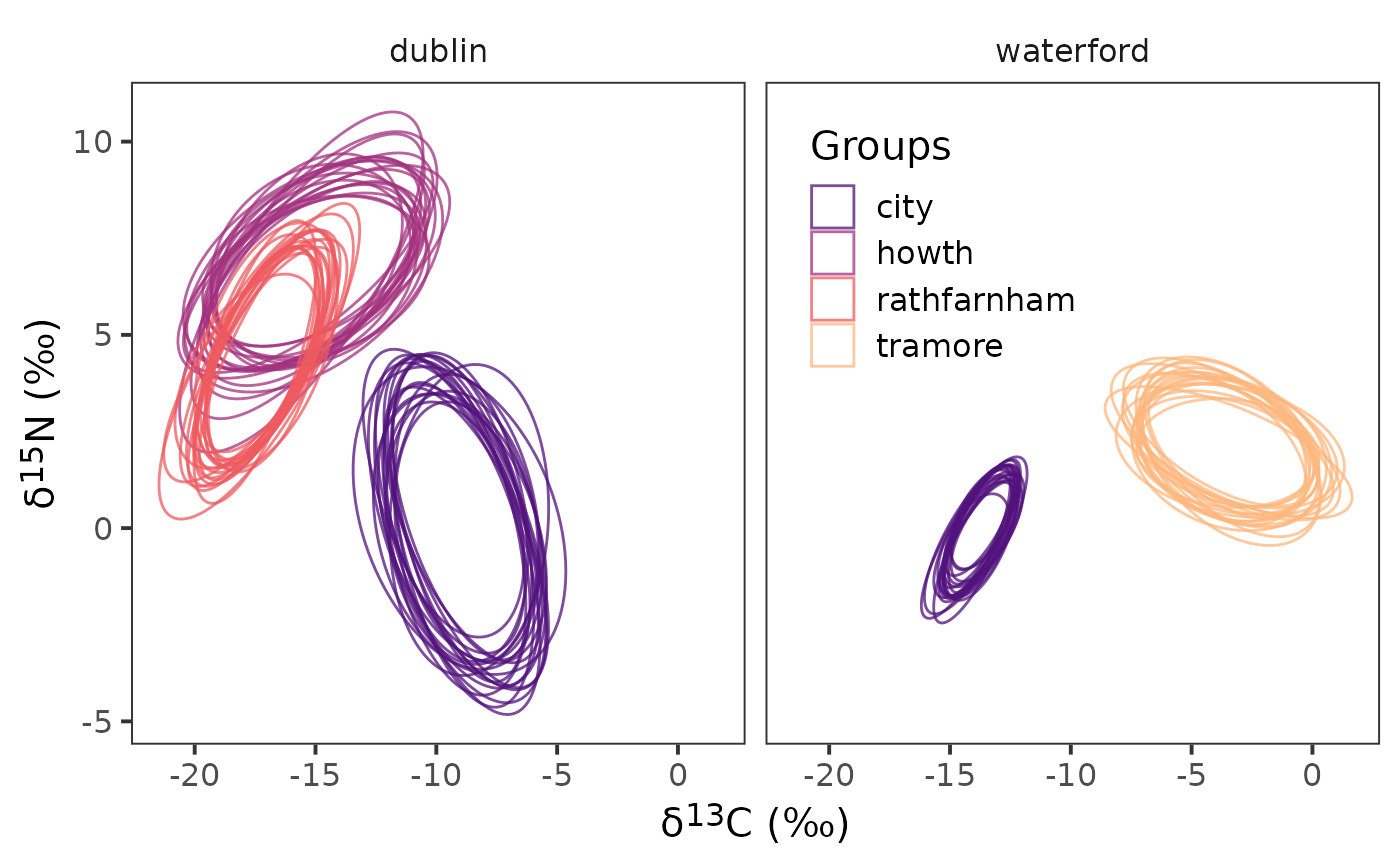 dublin
waterford
Groups
city
howth
rathfarnham
tramore
10
5
0
-5
δ¹⁵N (‰)
-20 -15 -10 -5 0
-20 -15 -10 -5 0
δ¹³C (‰)